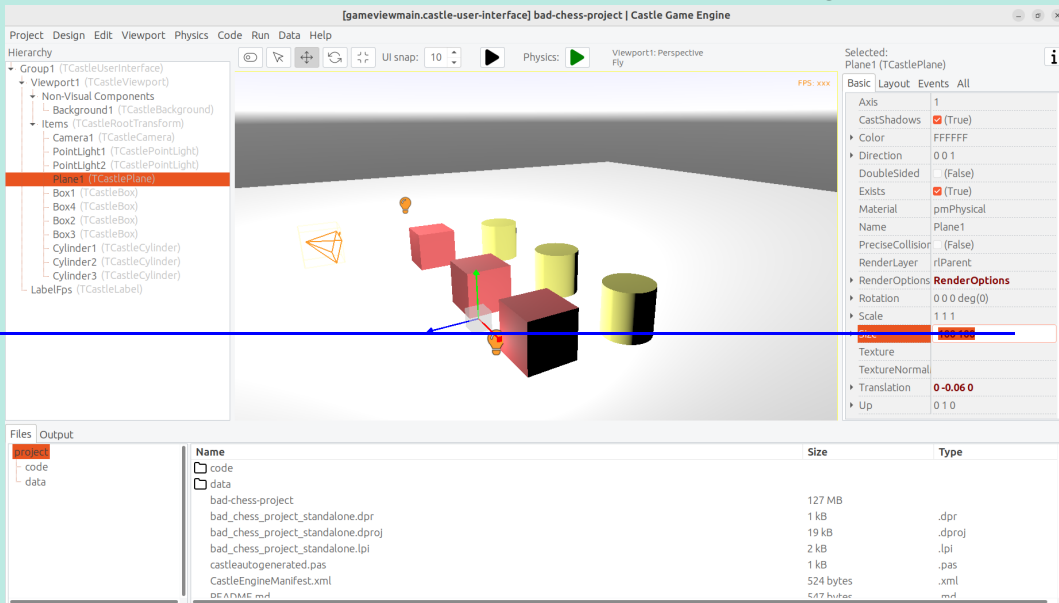 [gameviewmain.castle-user-interface] bad-chess-project | Castle Game Engine
Project Design Edit Viewport Physics Code Run Data Help
Hierarchy
Group1 (TCastleUserInterface)
Viewport1 (TCastleViewport)
Non-Visual Components
Background1 (TCastleBackground)
Items (TCastleRootTransform)
Camera1 (TCastleCamera)
PointLight1 (TCastlePointLight)
PointLight2 (TCastlePointLight)
Plane1 (TCastlePlane)
Box1 (TCastleBox)
Box4 (TCastleBox)
Box2 (TCastleBox)
Box3 (TCastleBox)
Cylinder1 (TCastleCylinder)
Cylinder2 (TCastleCylinder)
Cylinder3 (TCastleCylinder)
LabelFps (TCastleLabel)
UI snap: 10
Physics:
Viewport1: Perspective
Fly
FPS: xxx
Selected:
Plane1 (TCastlePlane)
i
Basic Layout Events All
Axis 1
CastShadows (True)
Color FFFFFF
Direction 0 0 1
DoubleSided (False)
Exists (True)
Material pmPhysical
Name Plane1
PreciseCollision (False)
RenderLayer rlParent
RenderOptions RenderOptions
Rotation 0 0 0 deg(0)
Scale 1 1 1
Texture
TextureNormal
Translation 0 -0.06 0
Up 0 1 0
Files Output
project
code
data
Name Size Type
code
data
bad-chess-project 127 MB
bad_chess_project_standalone.dpr 1 kB .dpr
bad_chess_project_standalone.dproj 19 kB .dproj
bad_chess_project_standalone.lpi 2 kB .lpi
castleautogenerated.pas 1 kB .pas
CastleEngineManifest.xml 524 bytes .xml
README.md 547 bytes .md